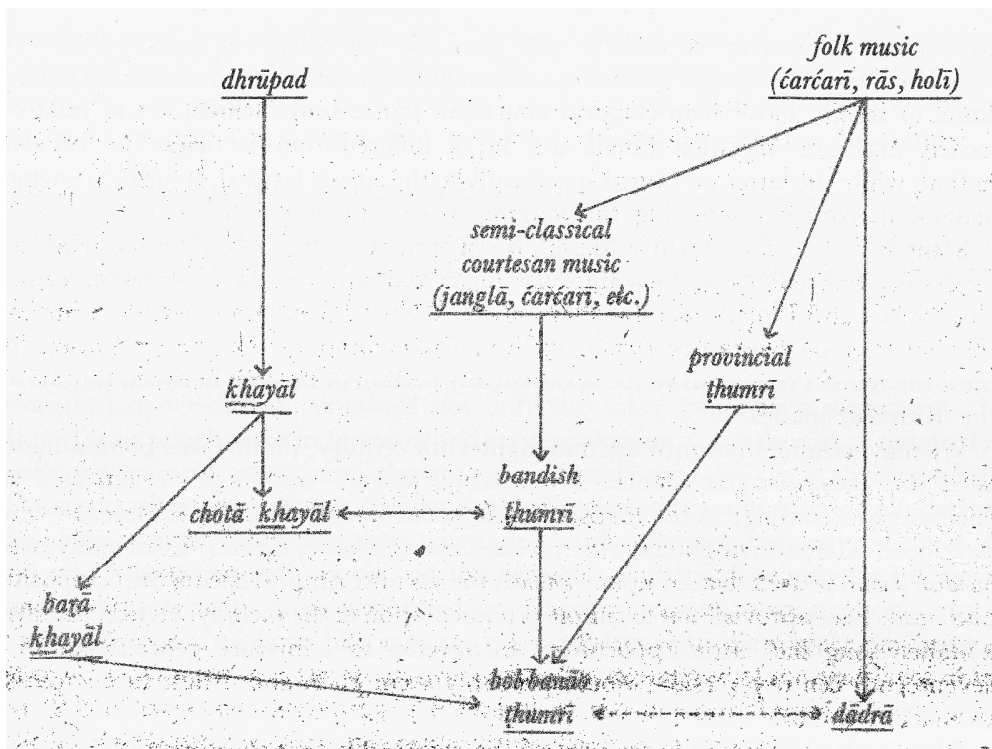 folk music
dhrūpad
(ćarćarī, rās, holī)
semi-classical
courtesan music
(janglā, ćarćarī, etc.)
provincial
ṭhumrī
khayāl
bandish
ṭhumrī
chotā khayāl
baṛā
khayāl
bol banāo
ṭhumrī
dādrā